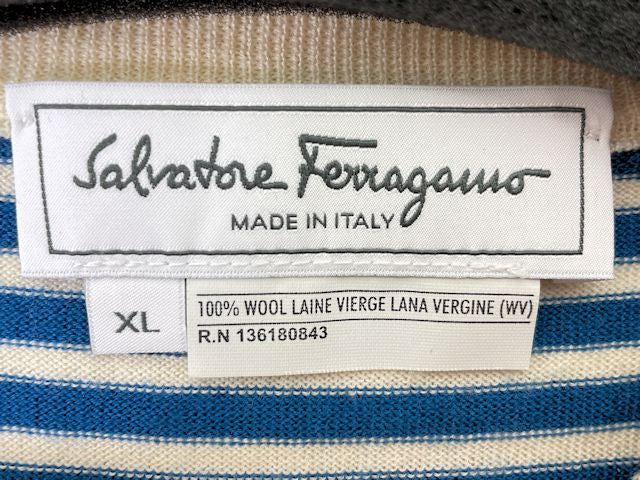 Salvatore Ferragamo
MADE IN ITALY
XL
100% WOOL LAINE VIERGE LANA VERGINE (WV)
R.N 136180843